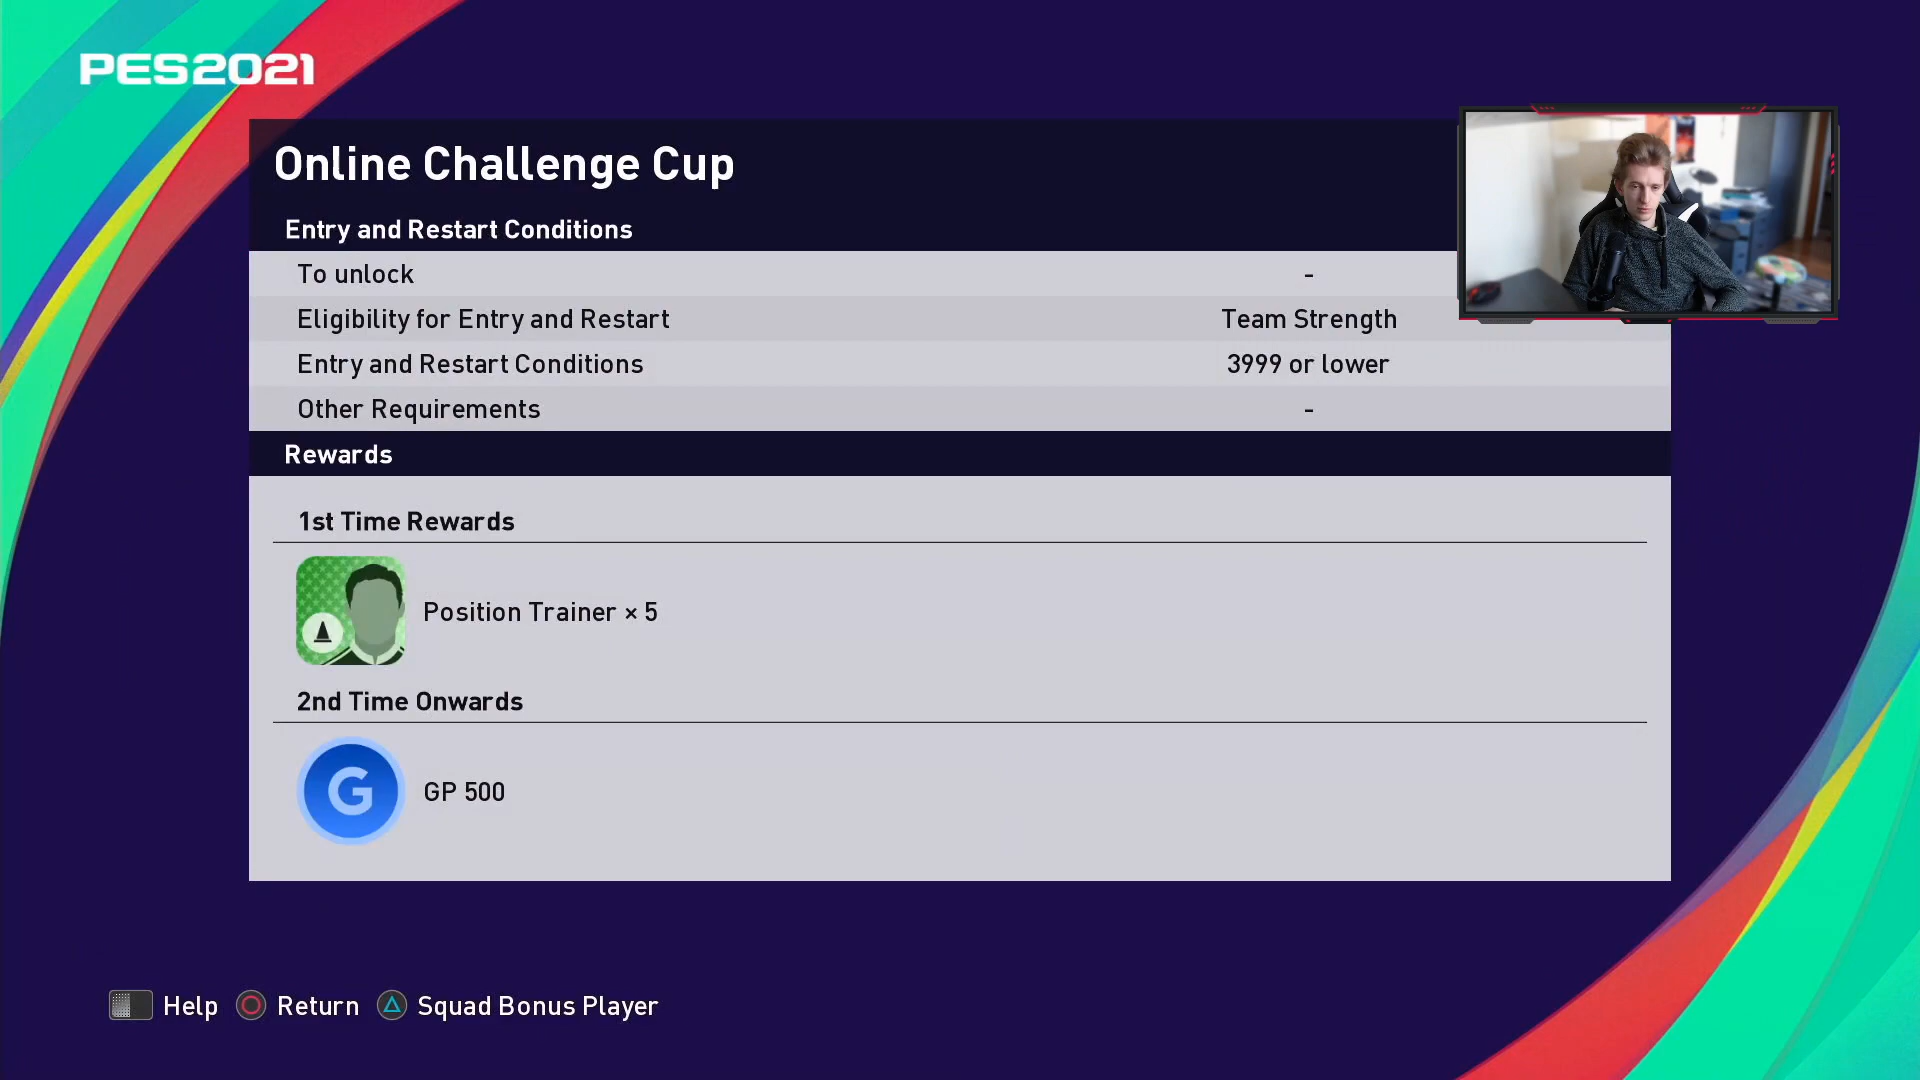 PES2021
Online Challenge Cup
Entry and Restart Conditions
To unlock -
Eligibility for Entry and Restart Team Strength
Entry and Restart Conditions 3999 or lower
Other Requirements -
Rewards
1st Time Rewards
Position Trainer × 5
2nd Time Onwards
G
GP 500
Help Return Squad Bonus Player